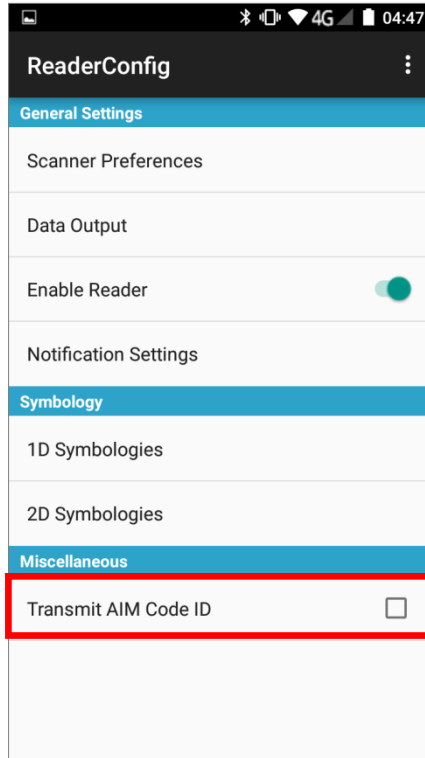 4G 04:47
ReaderConfig
General Settings
Scanner Preferences
Data Output
Enable Reader
Notification Settings
Symbology
1D Symbologies
2D Symbologies
Miscellaneous
Transmit AIM Code ID